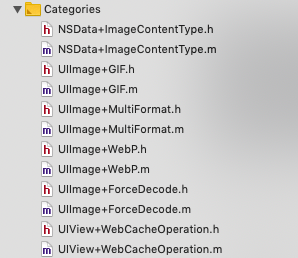 Categories
h NSData+ImageContentType.h
m NSData+ImageContentType.m
h UIImage+GIF.h
m UIImage+GIF.m
h UIImage+MultiFormat.h
m UIImage+MultiFormat.m
h UIImage+WebP.h
m UIImage+WebP.m
h UIImage+ForceDecode.h
m UIImage+ForceDecode.m
h UIView+WebCacheOperation.h
m UIView+WebCacheOperation.m